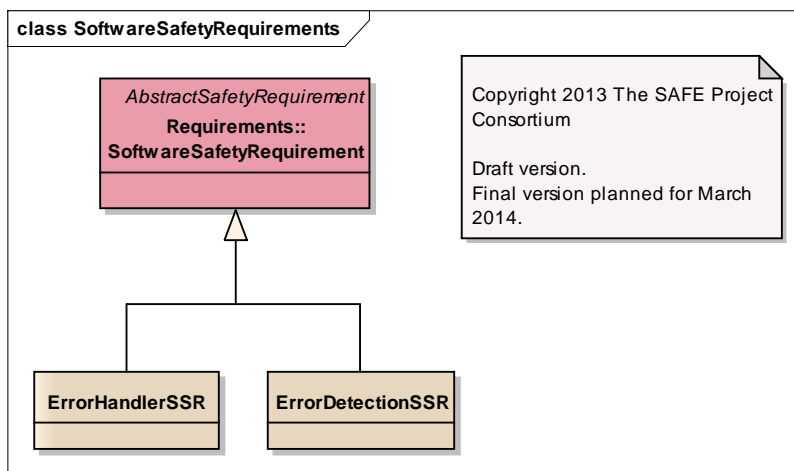 class SoftwareSafetyRequirements
AbstractSafetyRequirement
Requirements::
SoftwareSafetyRequirement
Copyright 2013 The SAFE Project
Consortium
Draft version.
Final version planned for March
2014.
ErrorHandlerSSR
ErrorDetectionSSR